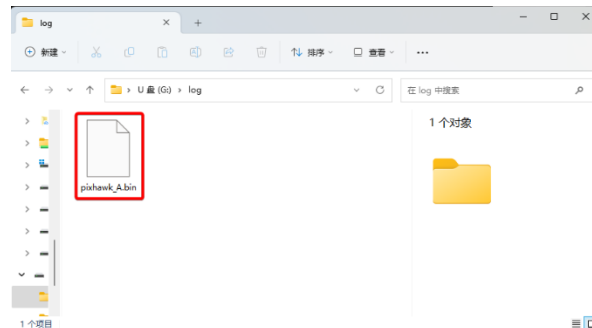 log
新建
排序
查看
U 盘 (G:) › log
在 log 中搜索
1 个对象
pixhawk_A.bin
1 个项目